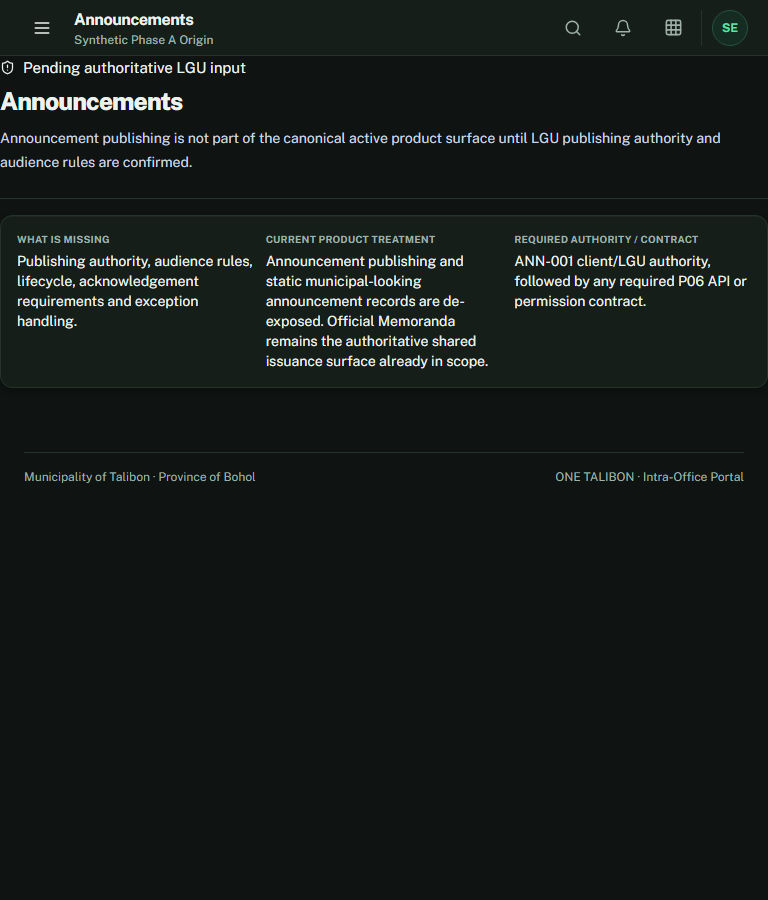 Announcements
Synthetic Phase A Origin
SE
Pending authoritative LGU input
Announcements
Announcement publishing is not part of the canonical active product surface until LGU publishing authority and
audience rules are confirmed.
WHAT IS MISSING
Publishing authority, audience rules,
lifecycle, acknowledgement
requirements and exception
handling.
CURRENT PRODUCT TREATMENT
Announcement publishing and
static municipal-looking
announcement records are de-
exposed. Official Memoranda
remains the authoritative shared
issuance surface already in scope.
REQUIRED AUTHORITY / CONTRACT
ANN-001 client/LGU authority,
followed by any required P06 API or
permission contract.
Municipality of Talibon · Province of Bohol
ONE TALIBON · Intra-Office Portal